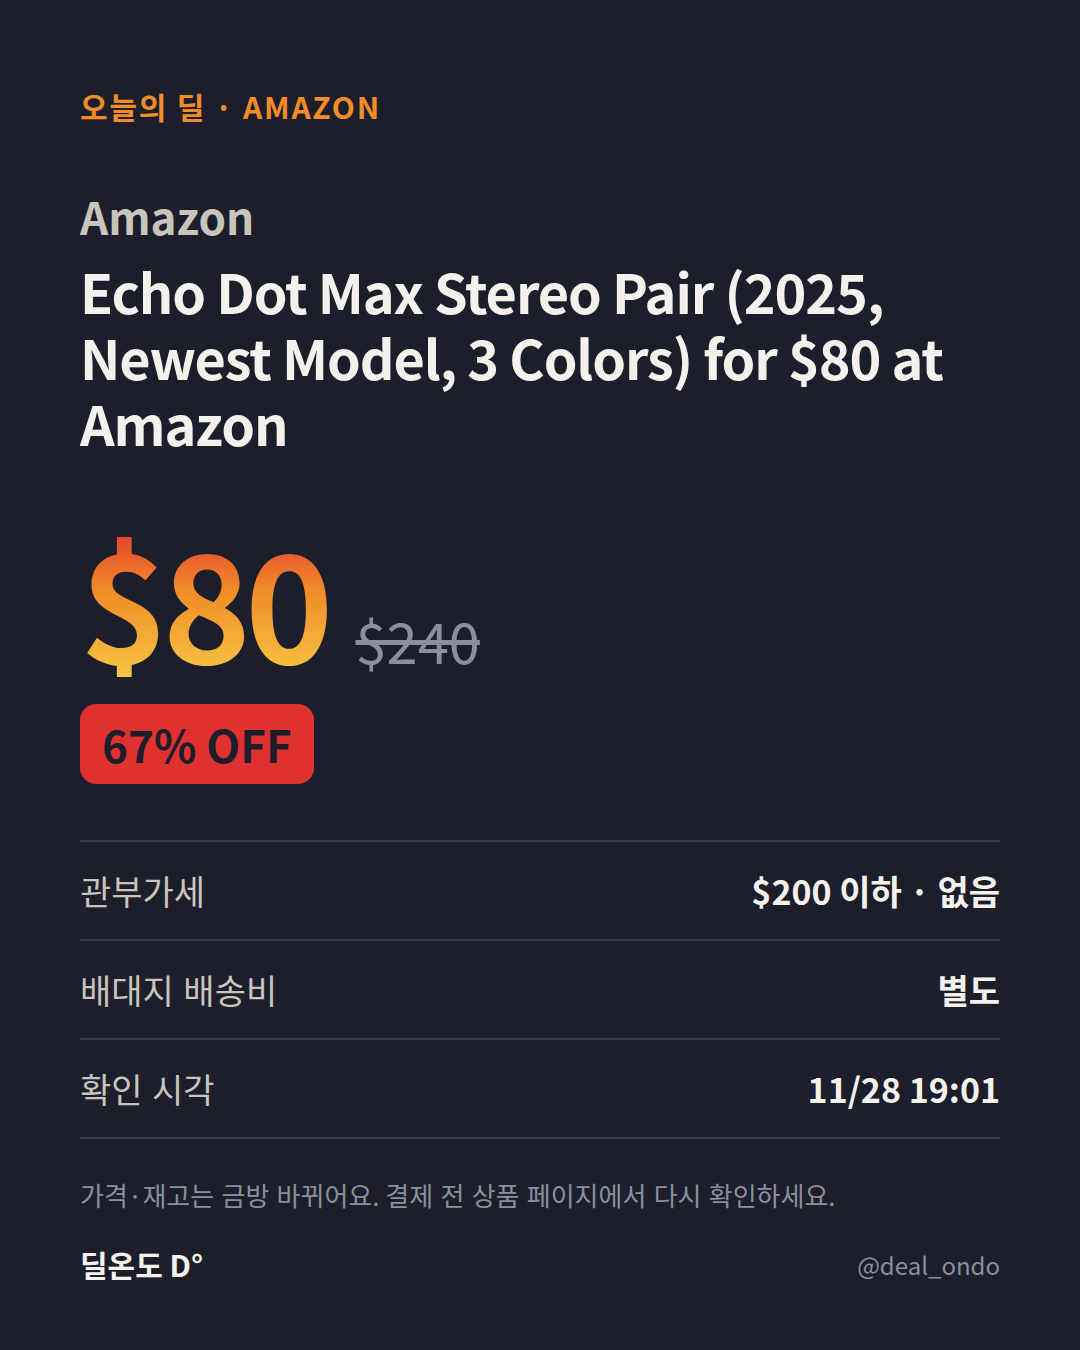 오늘의 딜 · AMAZON
Amazon
Echo Dot Max Stereo Pair (2025,
Newest Model, 3 Colors) for $80 at
Amazon
$80 $240
67% OFF
관부가세 $200 이하 · 없음
배대지 배송비 별도
확인 시각 11/28 19:01
가격·재고는 금방 바뀌어요. 결제 전 상품 페이지에서 다시 확인하세요.
딜온도 D° @deal_ondo